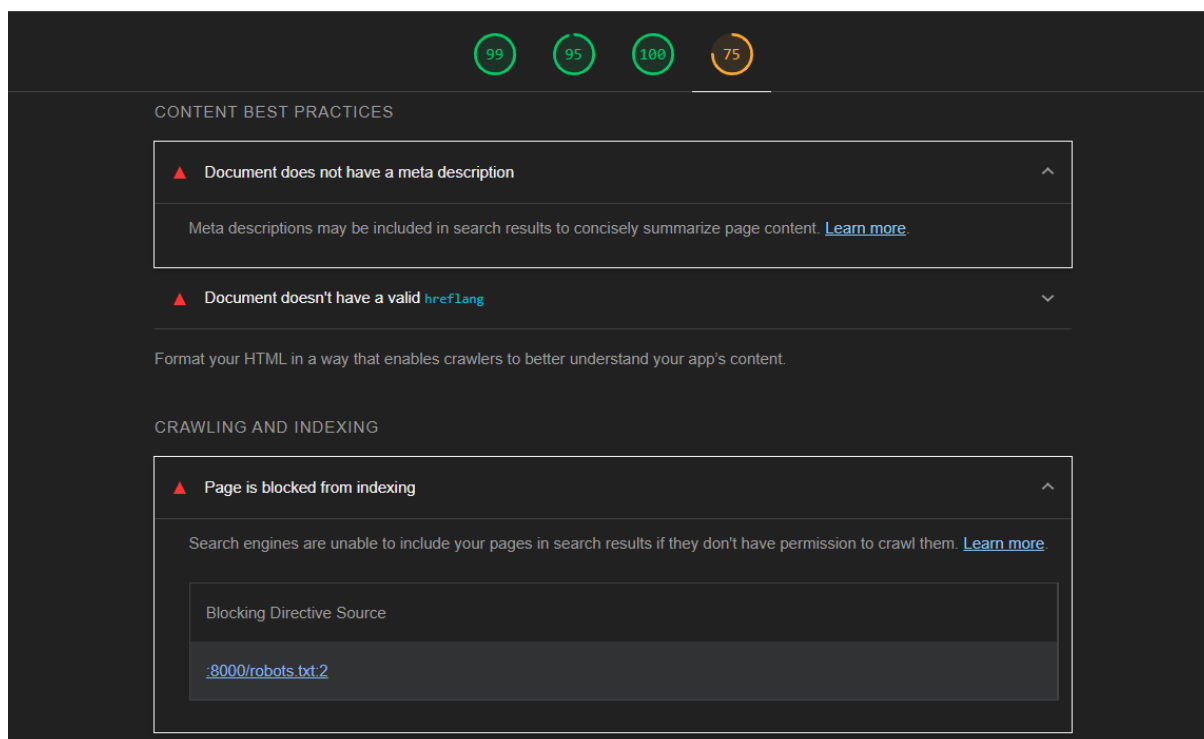 99 95 100 75
CONTENT BEST PRACTICES
Document does not have a meta description
Meta descriptions may be included in search results to concisely summarize page content. Learn more.
Document doesn't have a valid hreflang
Format your HTML in a way that enables crawlers to better understand your app’s content.
CRAWLING AND INDEXING
Page is blocked from indexing
Search engines are unable to include your pages in search results if they don't have permission to crawl them. Learn more.
Blocking Directive Source
:8000/robots.txt:2